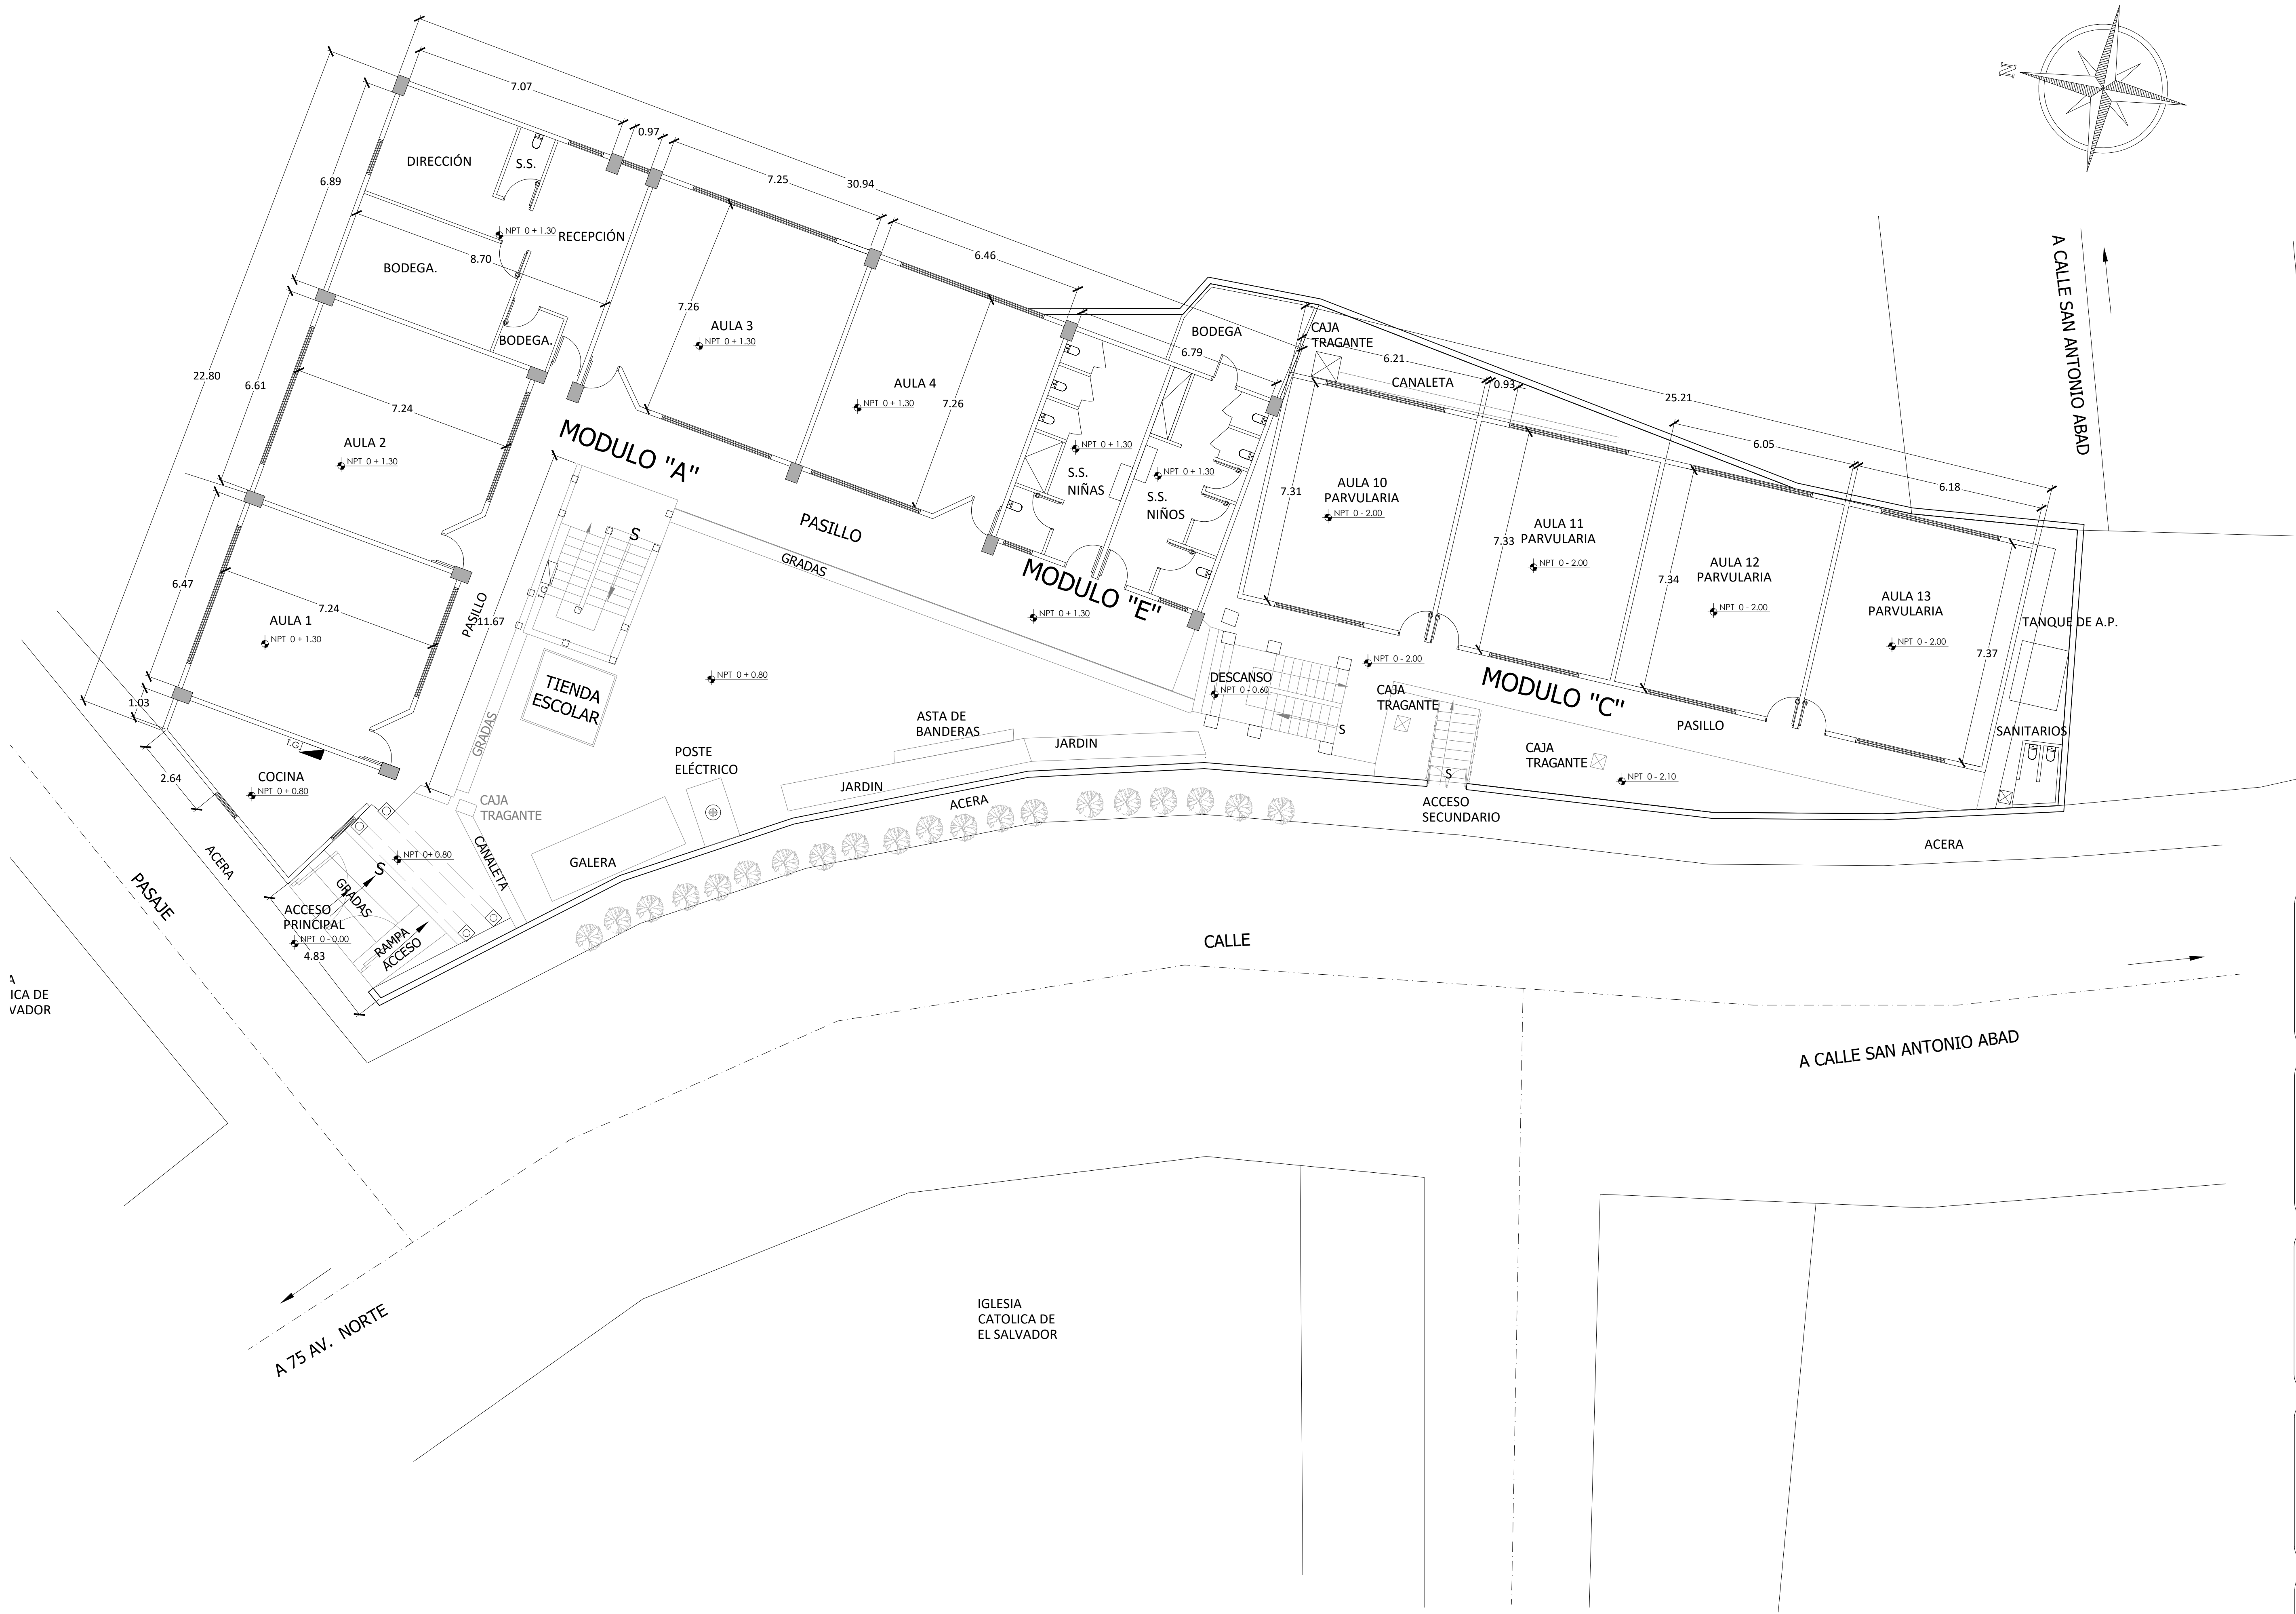 N
7.07
0.97
30.94
7.25
6.46
6.89
DIRECCIÓN
S.S.
NPT 0 + 1.30
RECEPCIÓN
8.70
BODEGA.
BODEGA.
22.80
6.61
7.24
AULA 2
NPT 0 + 1.30
6.47
7.24
AULA 1
NPT 0 + 1.30
1.03
2.64
T.G.
COCINA
NPT 0 + 0.80
7.26
AULA 3
NPT 0 + 1.30
AULA 4
NPT 0 + 1.30
7.26
MODULO "A"
PASILLO
PASILLO
11.67
S
T.G.
GRADAS
GRADAS
TIENDA
ESCOLAR
NPT 0 + 0.80
BODEGA
6.79
NPT 0 + 1.30
S.S.
NIÑAS
NPT 0 + 1.30
S.S.
NIÑOS
MODULO "E"
NPT 0 + 1.30
CAJA
TRAGANTE
6.21
CANALETA
0.93
25.21
6.05
6.18
7.31
AULA 10
PARVULARIA
NPT 0 - 2.00
7.33
AULA 11
PARVULARIA
NPT 0 - 2.00
7.34
AULA 12
PARVULARIA
NPT 0 - 2.00
AULA 13
PARVULARIA
NPT 0 - 2.00
7.37
TANQUE DE A.P.
SANITARIOS
MODULO "C"
PASILLO
NPT 0 - 2.00
DESCANSO
NPT 0 - 0.60
S
CAJA
TRAGANTE
CAJA
TRAGANTE
NPT 0 - 2.10
S
ACCESO
SECUNDARIO
ASTA DE
BANDERAS
JARDIN
JARDIN
POSTE
ELÉCTRICO
GALERA
CAJA
TRAGANTE
CANALETA
NPT 0+ 0.80
S
GRADAS
ACCESO
PRINCIPAL
NPT 0 - 0.00
RAMPA
ACCESO
4.83
ACERA
PASAJE
ACERA
ACERA
CALLE
A CALLE SAN ANTONIO ABAD
A CALLE SAN ANTONIO ABAD
A 75 AV. NORTE
IGLESIA
CATOLICA DE
EL SALVADOR
A
ICA DE
VADOR